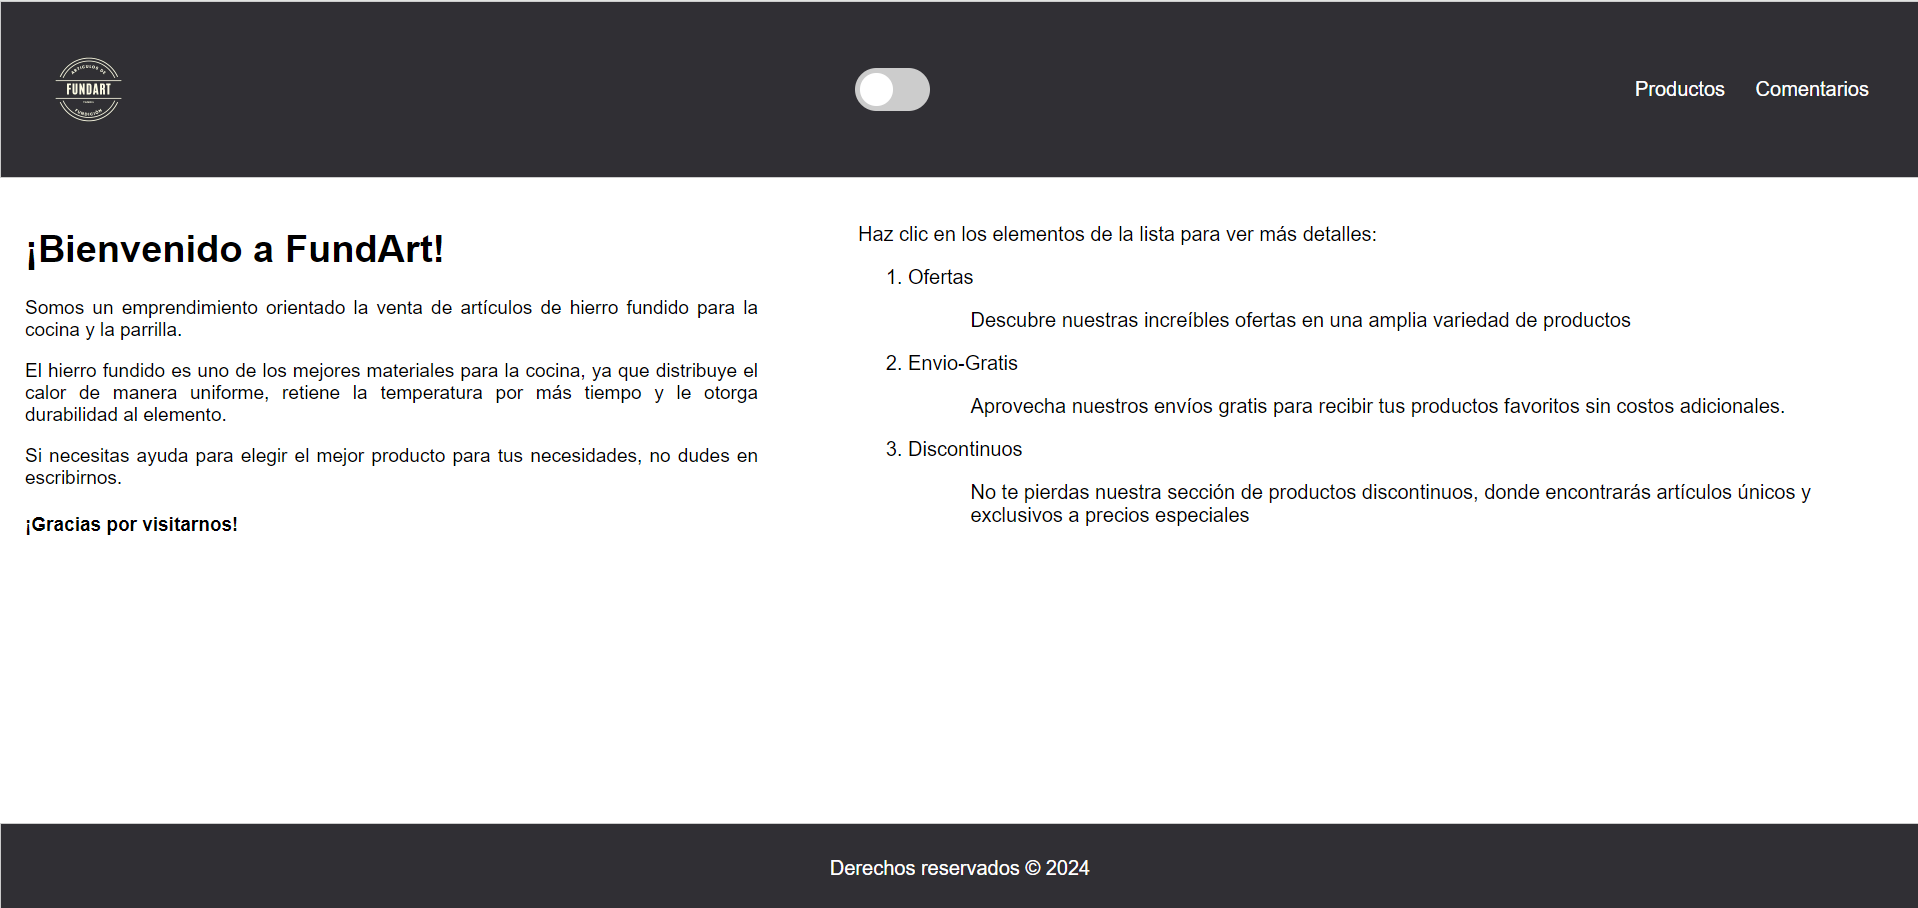 ARTICULOS DE
FUNDART
FUNDICIÓN
Productos
Comentarios
¡Bienvenido a FundArt!
Somos un emprendimiento orientado la venta de artículos de hierro fundido para la
cocina y la parrilla.
El hierro fundido es uno de los mejores materiales para la cocina, ya que distribuye el
calor de manera uniforme, retiene la temperatura por más tiempo y le otorga
durabilidad al elemento.
Si necesitas ayuda para elegir el mejor producto para tus necesidades, no dudes en
escribirnos.
¡Gracias por visitarnos!
Haz clic en los elementos de la lista para ver más detalles:
1. Ofertas
Descubre nuestras increíbles ofertas en una amplia variedad de productos
2. Envio-Gratis
Aprovecha nuestros envíos gratis para recibir tus productos favoritos sin costos adicionales.
3. Discontinuos
No te pierdas nuestra sección de productos discontinuos, donde encontrarás artículos únicos y
exclusivos a precios especiales
Derechos reservados © 2024